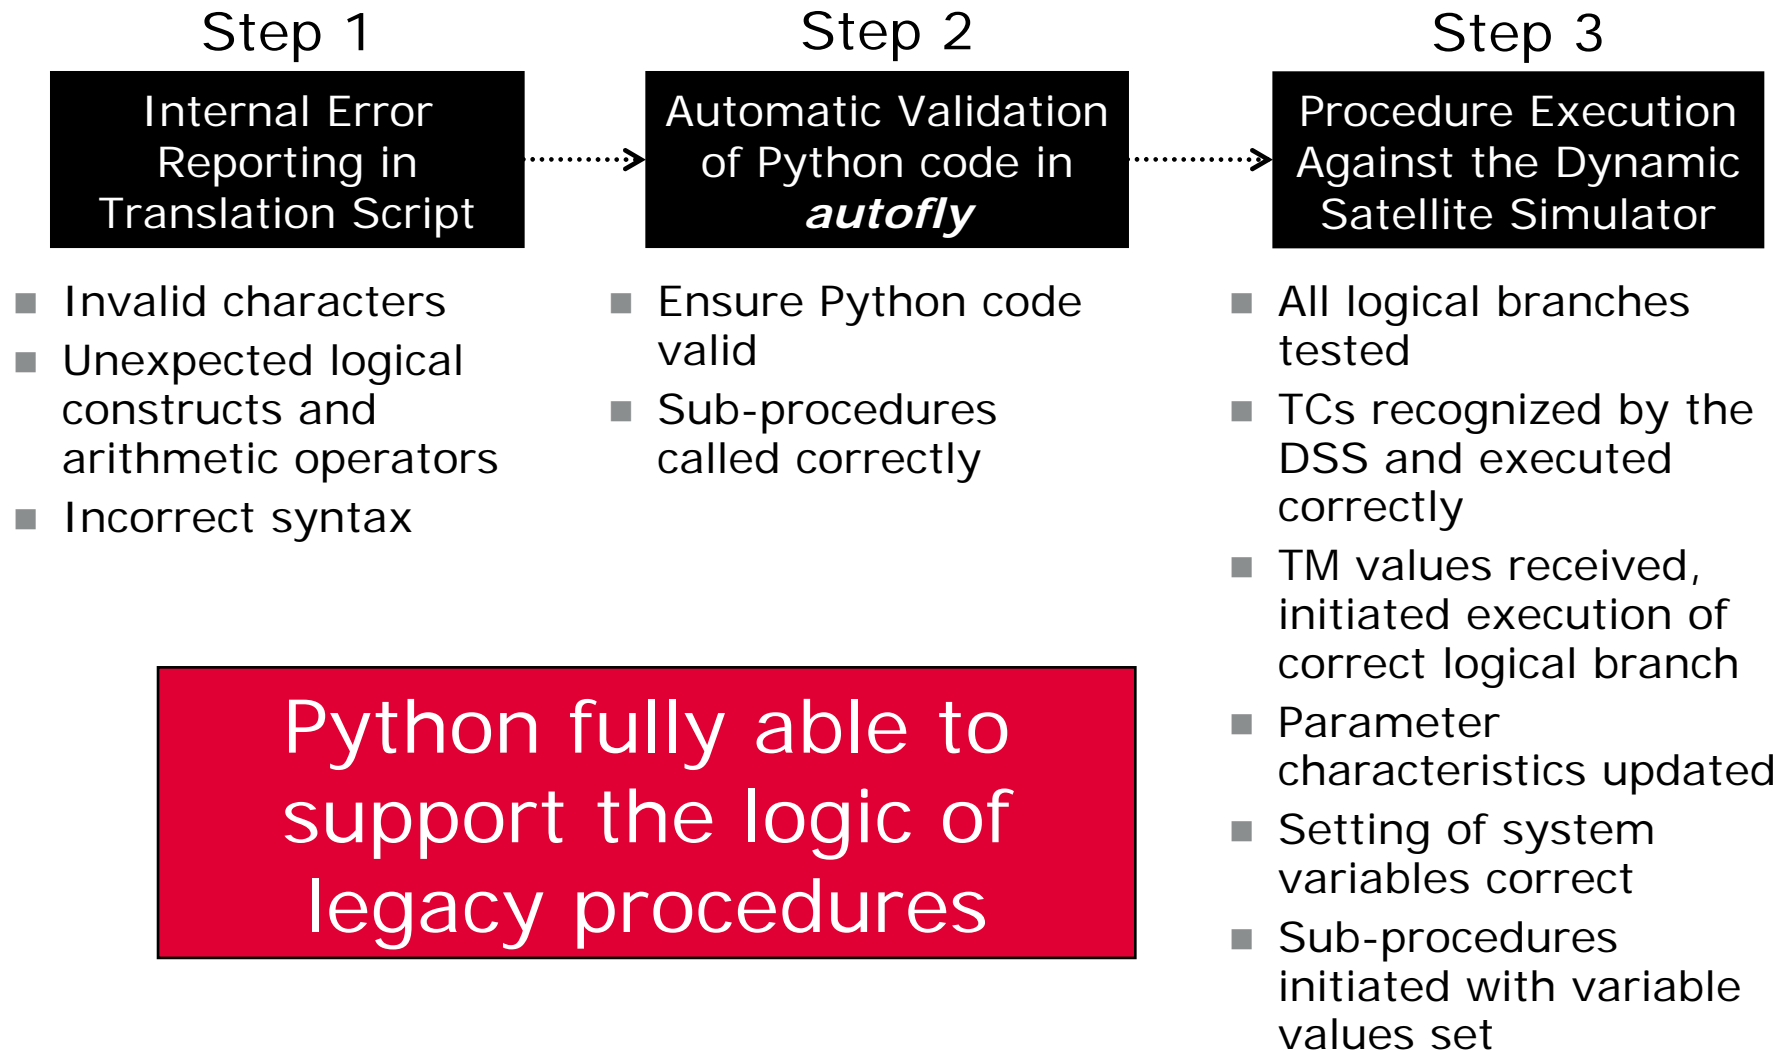 Step 1
Internal Error
Reporting in
Translation Script
Invalid characters
Unexpected logical
constructs and
arithmetic operators
Incorrect syntax
Step 2
Automatic Validation
of Python code in
autofly
Ensure Python code
valid
Sub-procedures
called correctly
Step 3
Procedure Execution
Against the Dynamic
Satellite Simulator
All logical branches
tested
TCs recognized by the
DSS and executed
correctly
TM values received,
initiated execution of
correct logical branch
Parameter
characteristics updated
Setting of system
variables correct
Sub-procedures
initiated with variable
values set
Python fully able to
support the logic of
legacy procedures